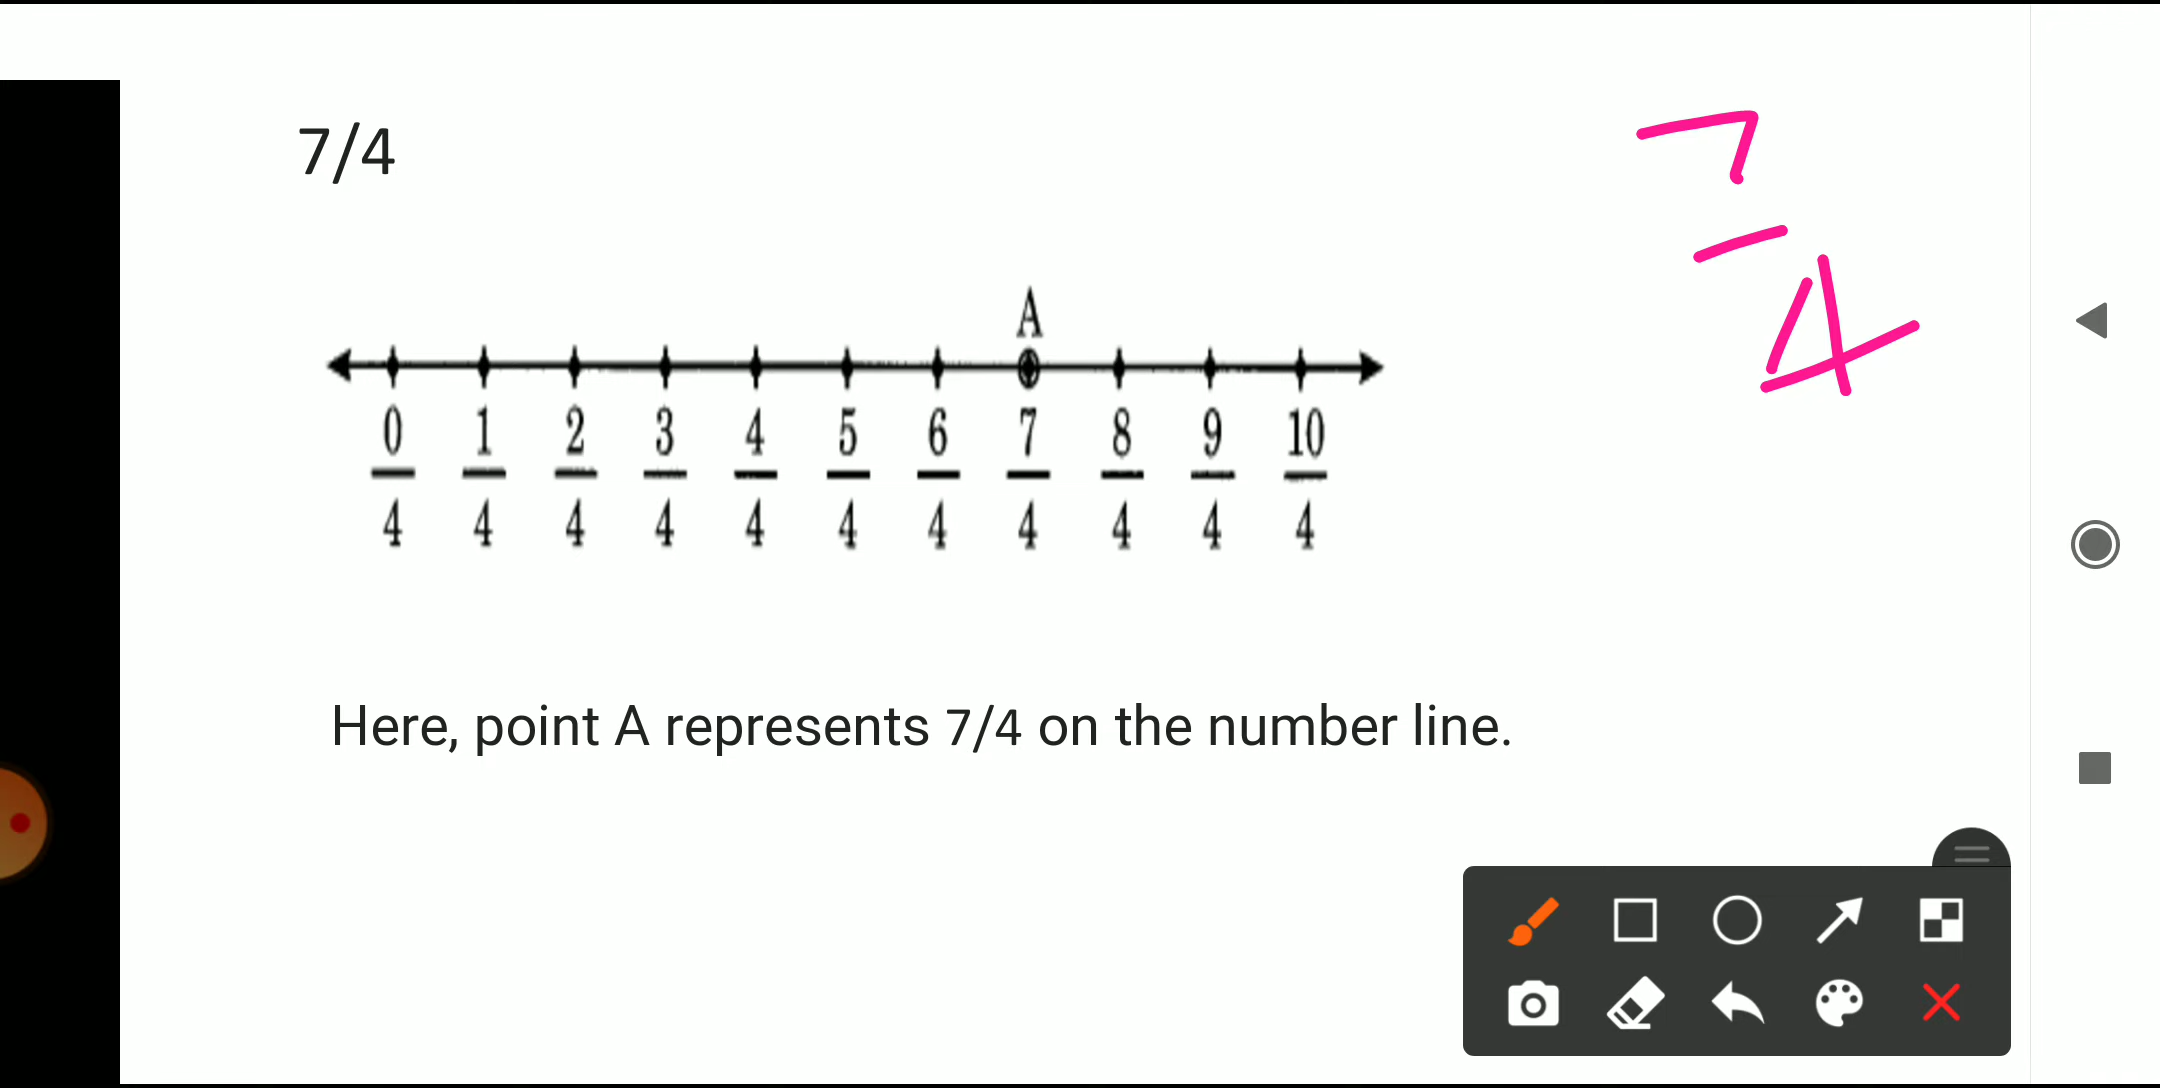 7/4
7
4
A
0 1 2 3 4 5 6 7 8 9 10
4 4 4 4 4 4 4 4 4 4 4
Here, point A represents 7/4 on the number line.